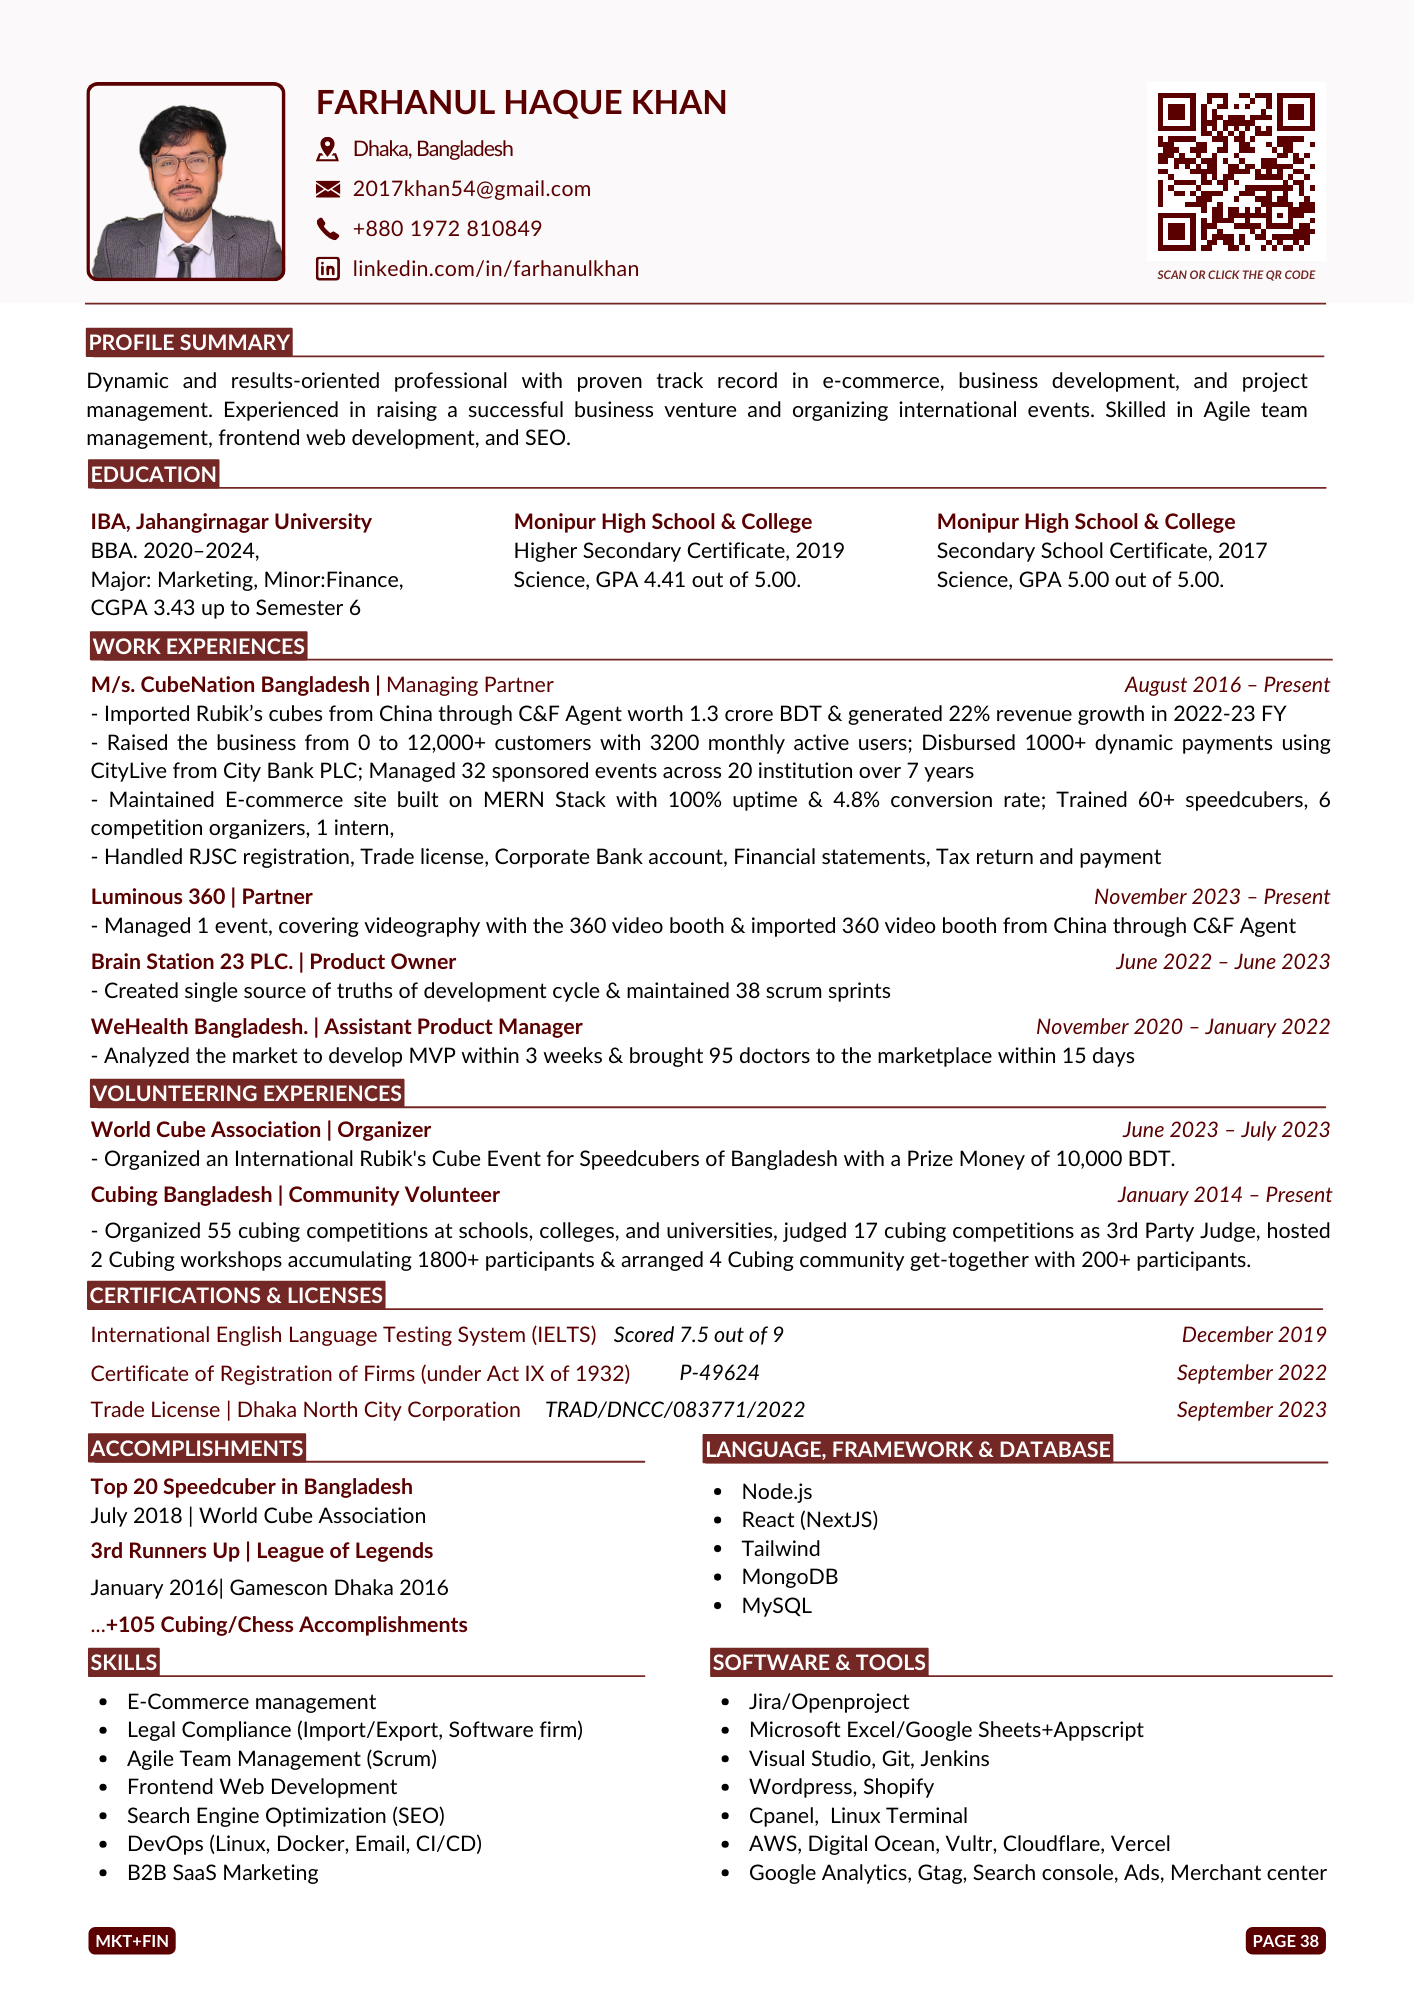 FARHANUL HAQUE KHAN
Dhaka, Bangladesh
2017khan54@gmail.com
+880 1972 810849
linkedin.com/in/farhanulkhan
SCAN OR CLICK THE QR CODE
PROFILE SUMMARY
Dynamic and results-oriented professional with proven track record in e-commerce, business development, and project
management. Experienced in raising a successful business venture and organizing international events. Skilled in Agile team
management, frontend web development, and SEO.
EDUCATION
IBA, Jahangirnagar University
BBA. 2020–2024,
Major: Marketing, Minor:Finance,
CGPA 3.43 up to Semester 6
Monipur High School & College
Higher Secondary Certificate, 2019
Science, GPA 4.41 out of 5.00.
Monipur High School & College
Secondary School Certificate, 2017
Science, GPA 5.00 out of 5.00.
WORK EXPERIENCES
M/s. CubeNation Bangladesh | Managing Partner August 2016 – Present
- Imported Rubik’s cubes from China through C&F Agent worth 1.3 crore BDT & generated 22% revenue growth in 2022-23 FY
- Raised the business from 0 to 12,000+ customers with 3200 monthly active users; Disbursed 1000+ dynamic payments using
CityLive from City Bank PLC; Managed 32 sponsored events across 20 institution over 7 years
- Maintained E-commerce site built on MERN Stack with 100% uptime & 4.8% conversion rate; Trained 60+ speedcubers, 6
competition organizers, 1 intern,
- Handled RJSC registration, Trade license, Corporate Bank account, Financial statements, Tax return and payment
Luminous 360 | Partner November 2023 – Present
- Managed 1 event, covering videography with the 360 video booth & imported 360 video booth from China through C&F Agent
Brain Station 23 PLC. | Product Owner June 2022 – June 2023
- Created single source of truths of development cycle & maintained 38 scrum sprints
WeHealth Bangladesh. | Assistant Product Manager November 2020 – January 2022
- Analyzed the market to develop MVP within 3 weeks & brought 95 doctors to the marketplace within 15 days
VOLUNTEERING EXPERIENCES
World Cube Association | Organizer June 2023 – July 2023
- Organized an International Rubik's Cube Event for Speedcubers of Bangladesh with a Prize Money of 10,000 BDT.
Cubing Bangladesh | Community Volunteer January 2014 – Present
- Organized 55 cubing competitions at schools, colleges, and universities, judged 17 cubing competitions as 3rd Party Judge, hosted
2 Cubing workshops accumulating 1800+ participants & arranged 4 Cubing community get-together with 200+ participants.
CERTIFICATIONS & LICENSES
International English Language Testing System (IELTS) Scored 7.5 out of 9 December 2019
Certificate of Registration of Firms (under Act IX of 1932) P-49624 September 2022
Trade License | Dhaka North City Corporation TRAD/DNCC/083771/2022 September 2023
ACCOMPLISHMENTS
Top 20 Speedcuber in Bangladesh
July 2018 | World Cube Association
3rd Runners Up | League of Legends
January 2016| Gamescon Dhaka 2016
...+105 Cubing/Chess Accomplishments
LANGUAGE, FRAMEWORK & DATABASE
• Node.js
• React (NextJS)
• Tailwind
• MongoDB
• MySQL
SKILLS
• E-Commerce management
• Legal Compliance (Import/Export, Software firm)
• Agile Team Management (Scrum)
• Frontend Web Development
• Search Engine Optimization (SEO)
• DevOps (Linux, Docker, Email, CI/CD)
• B2B SaaS Marketing
SOFTWARE & TOOLS
• Jira/Openproject
• Microsoft Excel/Google Sheets+Appscript
• Visual Studio, Git, Jenkins
• Wordpress, Shopify
• Cpanel, Linux Terminal
• AWS, Digital Ocean, Vultr, Cloudflare, Vercel
• Google Analytics, Gtag, Search console, Ads, Merchant center
MKT+FIN
PAGE 38